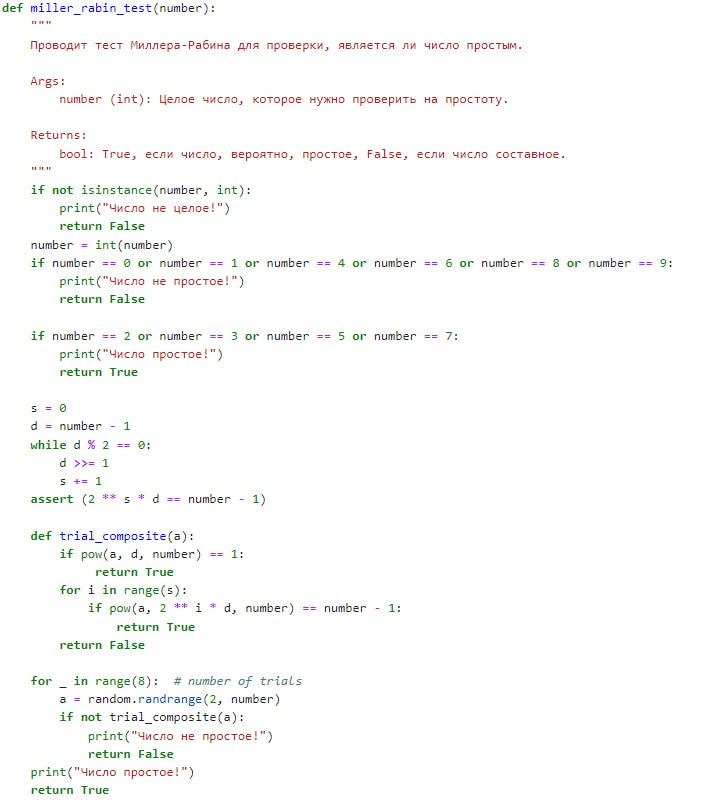 def miller_rabin_test(number):
    """
    Проводит тест Миллера-Рабина для проверки, является ли число простым.

    Args:
        number (int): Целое число, которое нужно проверить на простоту.

    Returns:
        bool: True, если число, вероятно, простое, False, если число составное.
    """
    if not isinstance(number, int):
        print("Число не целое!")
        return False
    number = int(number)
    if number == 0 or number == 1 or number == 4 or number == 6 or number == 8 or number == 9:
        print("Число не простое!")
        return False

    if number == 2 or number == 3 or number == 5 or number == 7:
        print("Число простое!")
        return True

    s = 0
    d = number - 1
    while d % 2 == 0:
        d >>= 1
        s += 1
    assert (2 ** s * d == number - 1)

    def trial_composite(a):
        if pow(a, d, number) == 1:
             return True
        for i in range(s):
            if pow(a, 2 ** i * d, number) == number - 1:
                return True
        return False

    for _ in range(8):  # number of trials
        a = random.randrange(2, number)
        if not trial_composite(a):
            print("Число не простое!")
            return False
    print("Число простое!")
    return True